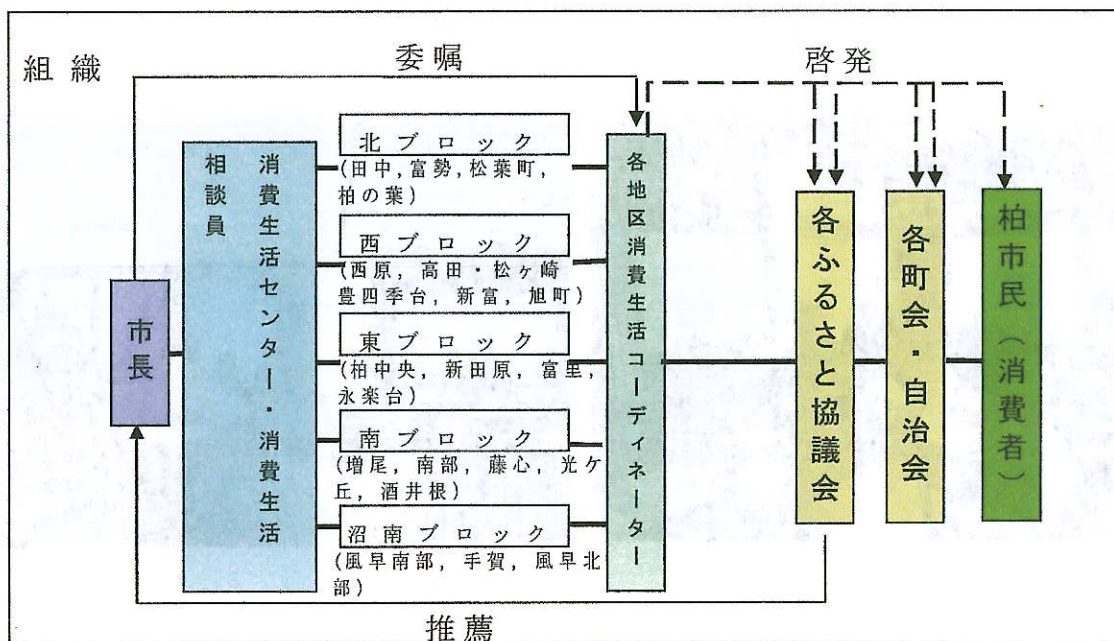 組織
委嘱
啓発
市長
消費生活センター・消費生活
相談員
北ブロック
(田中,富勢,松葉町,
柏の葉)
西ブロック
(西原,高田・松ヶ崎
豊四季台,新富,旭町)
東ブロック
(柏中央,新田原,富里,
永楽台)
南ブロック
(増尾,南部,藤心,光ケ
丘,酒井根)
沼南ブロック
(風早南部,手賀,風早北
部)
各地区消費生活コーディネーター
各ふるさと協議会
各町会・自治会
柏市民(消費者)
推薦